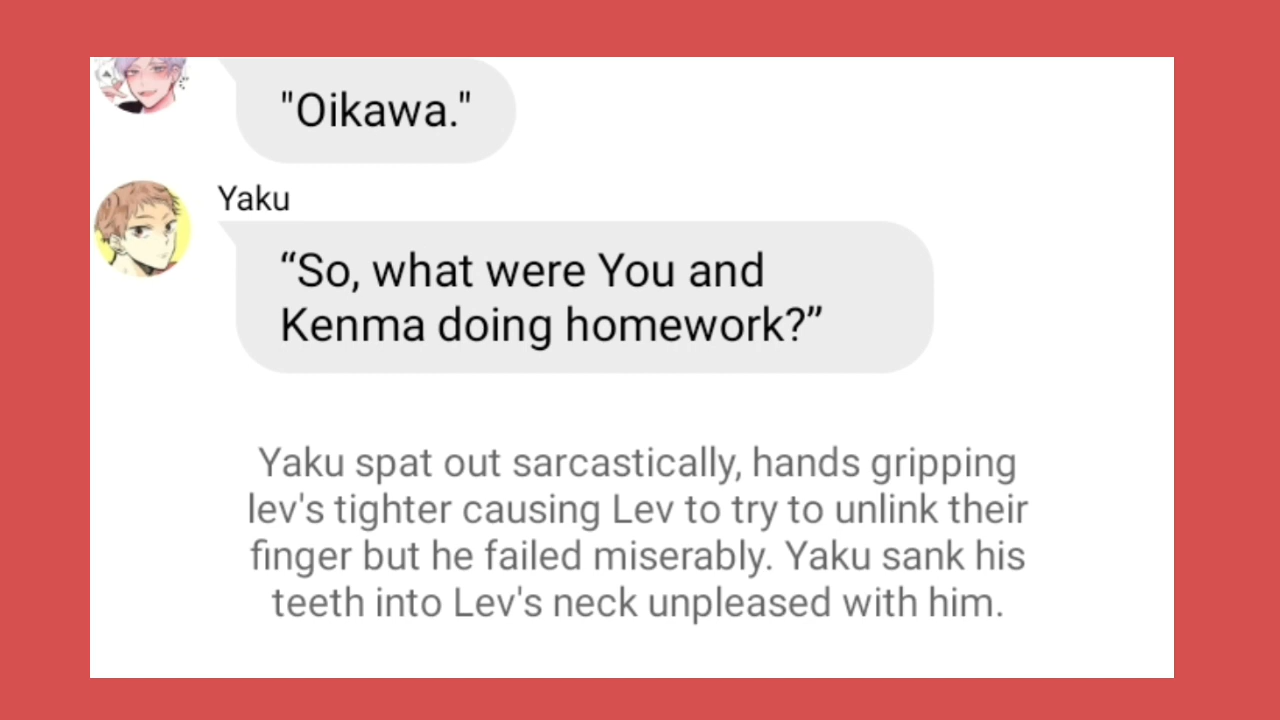 "Oikawa."
Yaku
“So, what were You and
Kenma doing homework?”
Yaku spat out sarcastically, hands gripping
lev's tighter causing Lev to try to unlink their
finger but he failed miserably. Yaku sank his
teeth into Lev's neck unpleased with him.